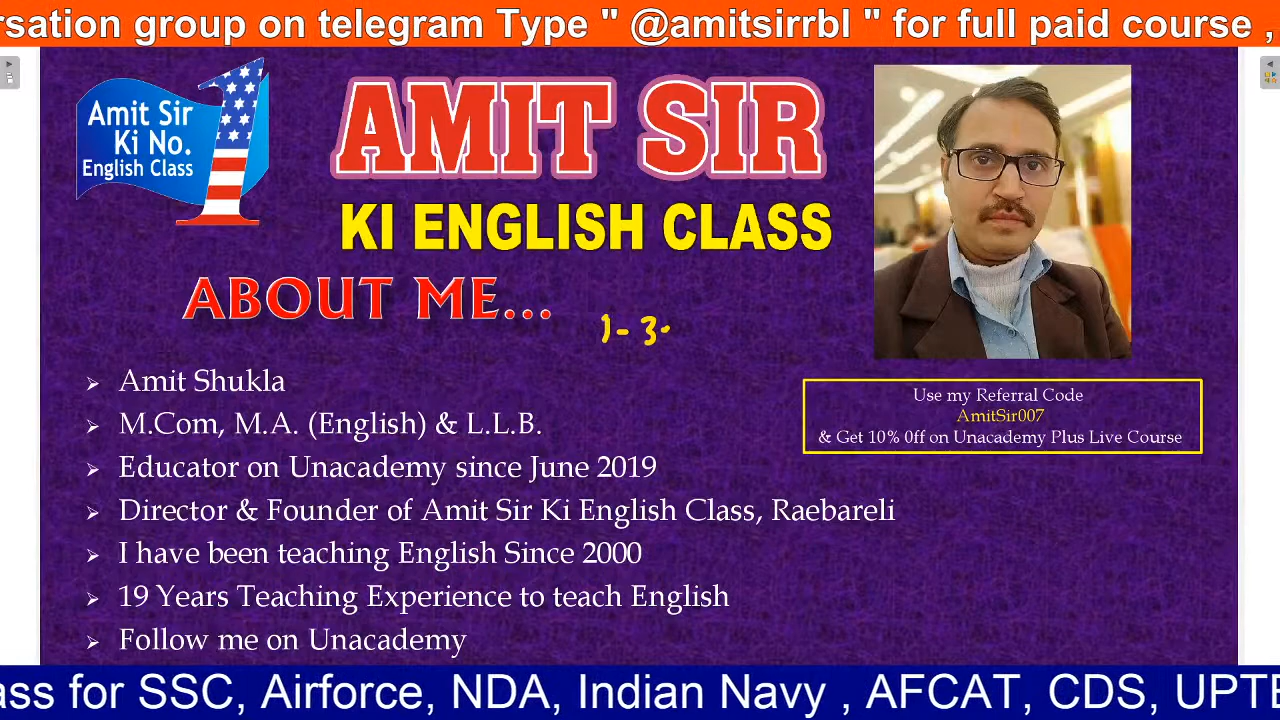 rsation group on telegram Type " @amitsirrbl " for full paid course ,
Amit Sir
Ki No.
1
English Class
AMIT SIR
KI ENGLISH CLASS
ABOUT ME...
1-3.
Amit Shukla
M.Com, M.A. (English) & L.L.B.
Educator on Unacademy since June 2019
Director & Founder of Amit Sir Ki English Class, Raebareli
I have been teaching English Since 2000
19 Years Teaching Experience to teach English
Follow me on Unacademy
Use my Referral Code
AmitSir007
& Get 10% 0ff on Unacademy Plus Live Course
ass for SSC, Airforce, NDA, Indian Navy , AFCAT, CDS, UPTE